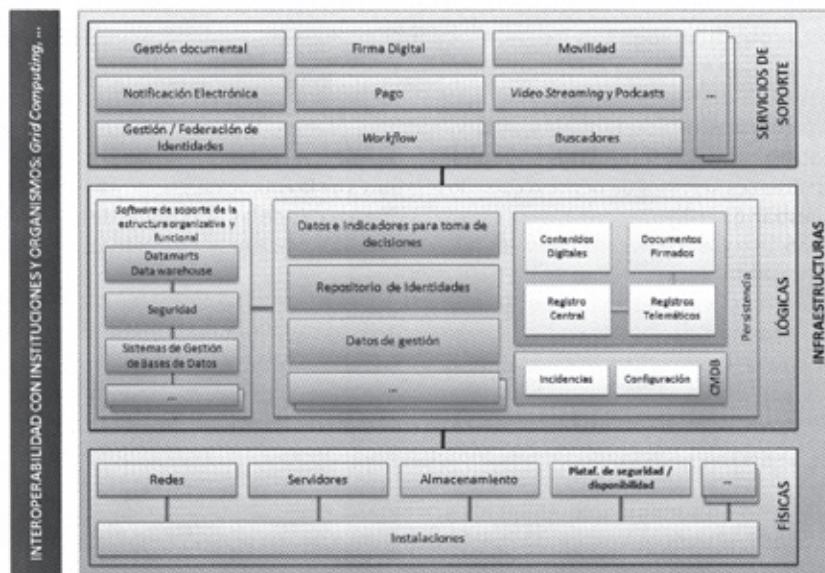 INTEROPERABILIDAD CON INSTITUCIONES Y ORGANISMOS: Grid Computing, ...
Gestión documental
Firma Digital
Movilidad
Notificación Electrónica
Pago
Video Streaming y Podcasts
Gestión / Federación de
Identidades
Workflow
Buscadores
...
SERVICIOS DE
SOPORTE
Software de soporte de la
estructura organizativa y
funcional
Datamarts
Data warehouse
Seguridad
Sistemas de Gestión
de Bases de Datos
...
Datos e Indicadores para toma de
decisiones
Repositorio de Identidades
Datos de gestión
...
Contenidos
Digitales
Documentos
Firmados
Registro
Central
Registros
Telemáticos
Incidencias
Configuración
CMDB
Persistencia
LÓGICAS
INFRAESTRUCTURAS
Redes
Servidores
Almacenamiento
Plataf. de seguridad /
disponibilidad
...
Instalaciones
FÍSICAS